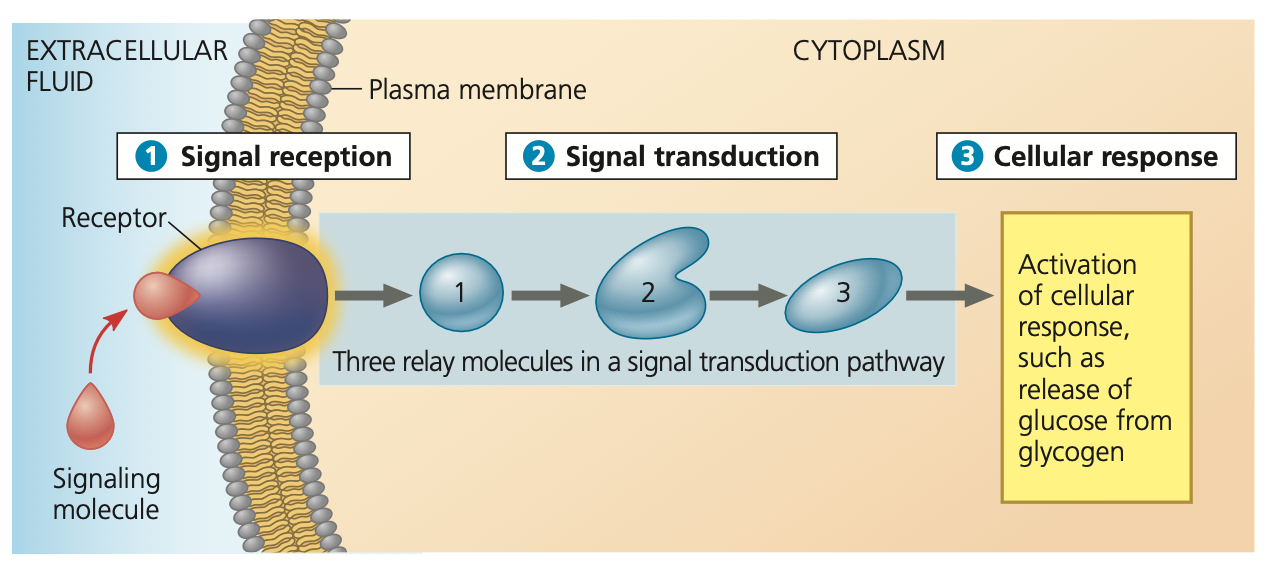 EXTRACELLULAR
FLUID
CYTOPLASM
Plasma membrane
1 Signal reception
2 Signal transduction
3 Cellular response
Receptor
1
2
3
Three relay molecules in a signal transduction pathway
Activation
of cellular
response,
such as
release of
glucose from
glycogen
Signaling
molecule